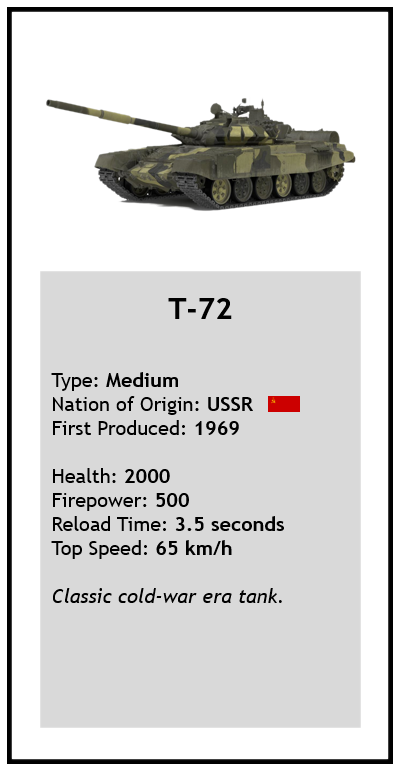 T-72
Type: Medium
Nation of Origin: USSR
First Produced: 1969
Health: 2000
Firepower: 500
Reload Time: 3.5 seconds
Top Speed: 65 km/h
Classic cold-war era tank.